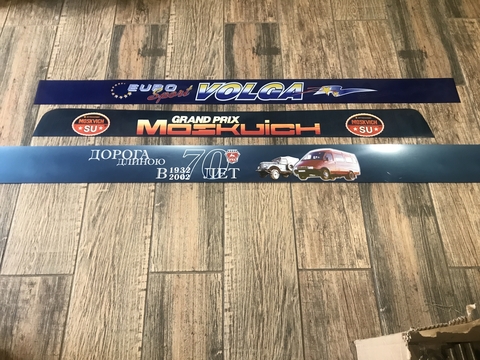 EURO
Sport VOLGA
GRAND PRIX
MOSKVICH
MOSKVICH
SU
MOSKVICH
SU
ДОРОГА
ДЛИНОЮ
В 1932 2002 70 ЛЕТ